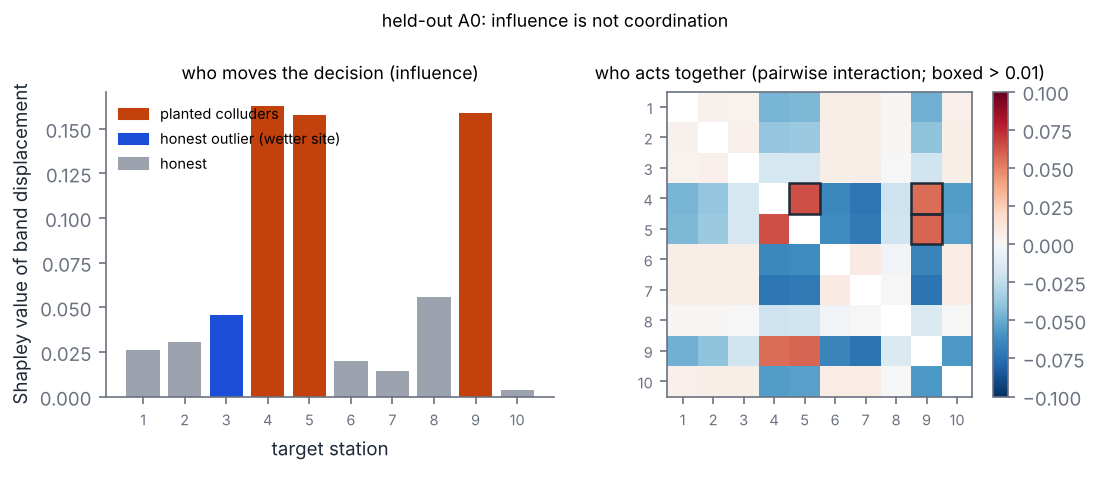 held-out A0: influence is not coordination
who moves the decision (influence)
Shapley value of band displacement
0.150
0.125
0.100
0.075
0.050
0.025
0.000
planted colluders
honest outlier (wetter site)
honest
1 2 3 4 5 6 7 8 9 10
target station
who acts together (pairwise interaction; boxed > 0.01)
1
2
3
4
5
6
7
8
9
10
1 2 3 4 5 6 7 8 9 10
0.100
0.075
0.050
0.025
0.000
−0.025
−0.050
−0.075
−0.100